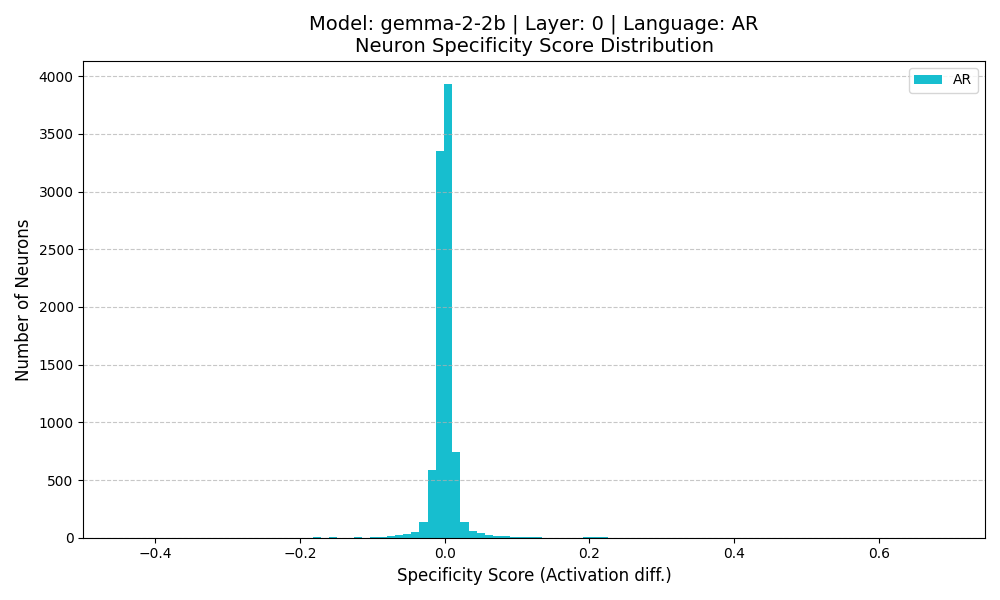 Model: gemma-2-2b | Layer: 0 | Language: AR
Neuron Specificity Score Distribution
AR
4000
3500
3000
2500
2000
1500
1000
500
0
Number of Neurons
−0.4 −0.2 0.0 0.2 0.4 0.6
Specificity Score (Activation diff.)